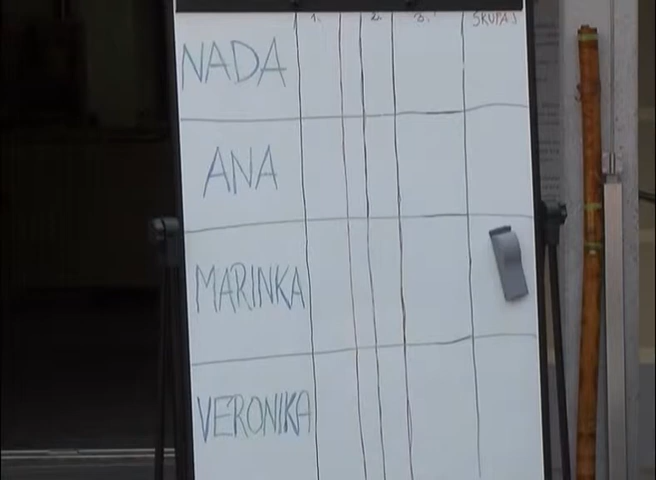 1. 2. 3. SKUPAJ
NADA
ANA
MARINKA
VERONIKA